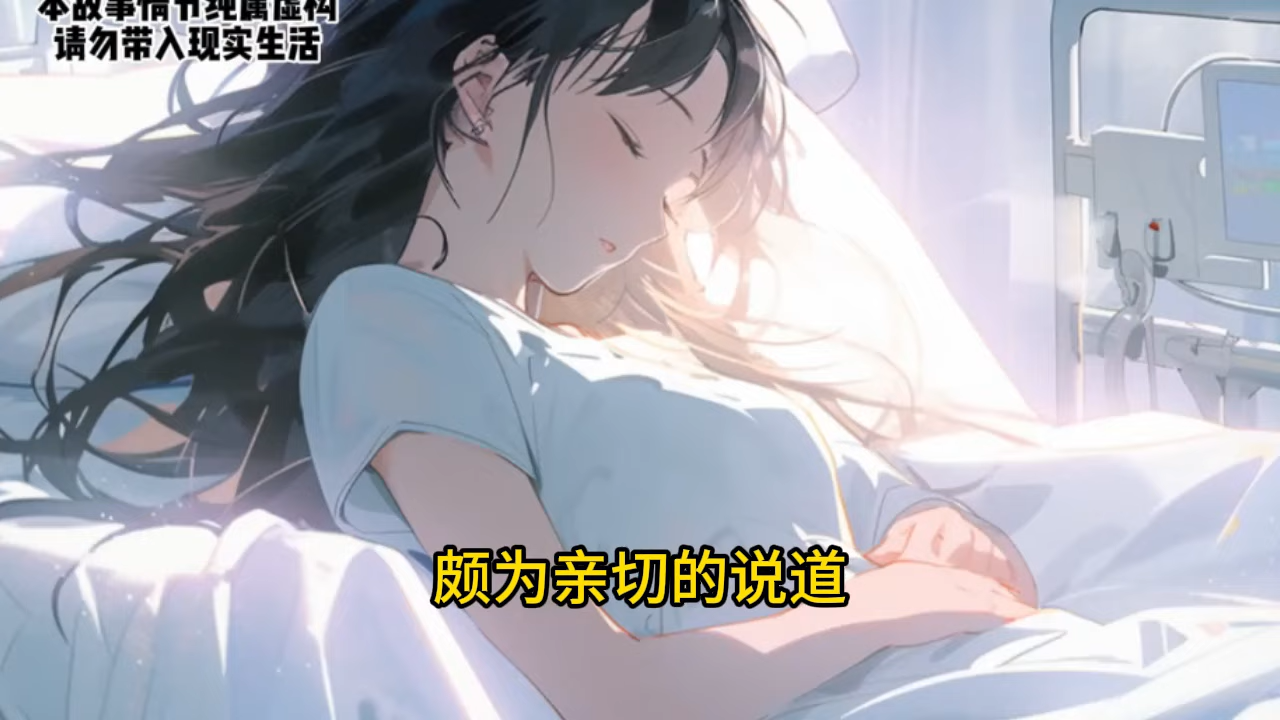 本故事情节纯属虚构
请勿带入现实生活
颇为亲切的说道